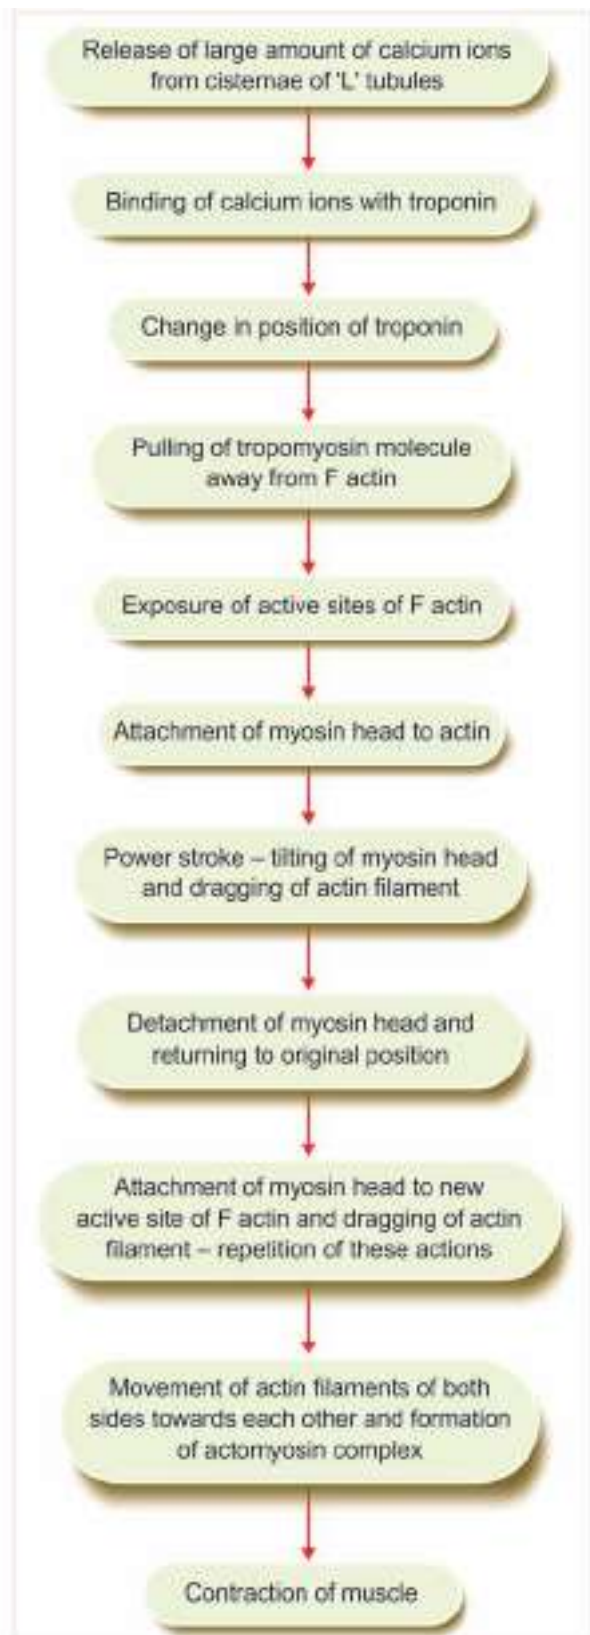 Release of large amount of calcium ions
from cisternae of 'L' tubules
Binding of calcium ions with troponin
Change in position of troponin
Pulling of tropomyosin molecule
away from F actin
Exposure of active sites of F actin
Attachment of myosin head to actin
Power stroke – tilting of myosin head
and dragging of actin filament
Detachment of myosin head and
returning to original position
Attachment of myosin head to new
active site of F actin and dragging of actin
filament – repetition of these actions
Movement of actin filaments of both
sides towards each other and formation
of actomyosin complex
Contraction of muscle